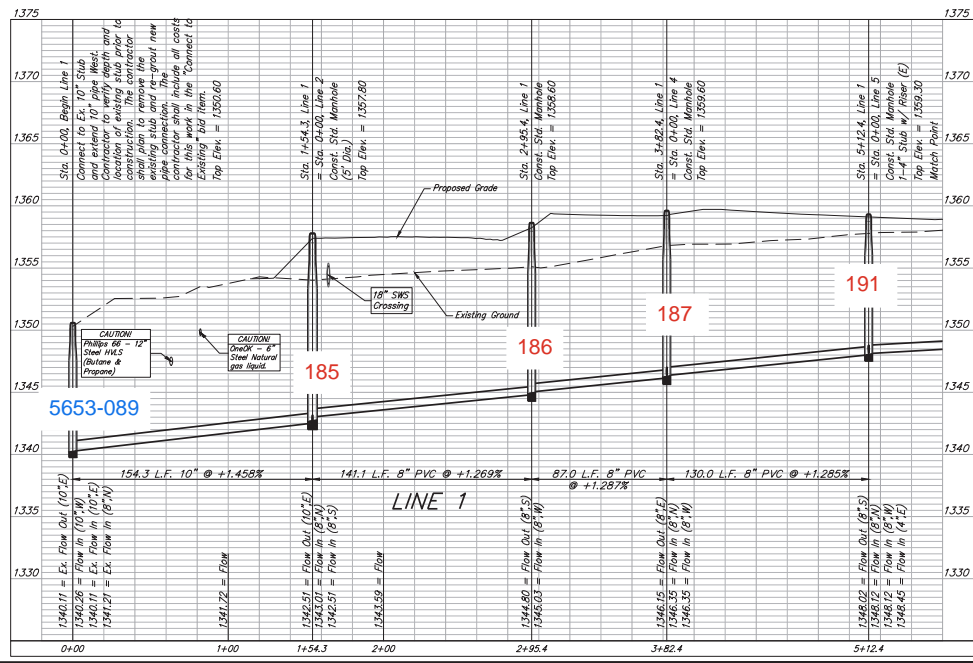 1375
1370
1365
1360
1355
1350
1345
1340
1335
1330
Sta. 0+00, Begin Line 1
Connect to Ex. 10" Stub
and extend 10" pipe West.
Contractor to verify depth and
location of existng stub prior to
construction. The contractor
shall plan to remove the
existing stub and re-grout new
pipe connection. The
contractor shall include all costs
for this work in the "Connect to
Existing" bid item.
Top Elev. = 1350.60
Sta. 1+54.3, Line 1
= Sta. 0+00, Line 2
Const. Std. Manhole
(5' Dia.)
Top Elev. = 1357.80
Sta. 2+95.4, Line 1
Const. Std. Manhole
Top Elev. = 1358.60
Sta. 3+82.4, Line 1
= Sta. 0+00, Line 4
Const. Std. Manhole
Top Elev. = 1359.60
Sta. 5+12.4, Line 1
= Sta. 0+00, Line 5
Const. Std. Manhole
1-4" Stub w/ Riser (E)
Top Elev. = 1359.30
Match Point
1375
1370
1365
1360
1355
1350
1345
1340
1335
1330
Proposed Grade
18" SWS
Crossing
Existing Ground
CAUTION!
Phillips 66 - 12"
Steel HVLS
(Butane &
Propane)
CAUTION!
OneOK - 6"
Steel Natural
gas liquid.
5653-089
185
186
187
191
154.3 L.F. 10" @ +1.458%
141.1 L.F. 8" PVC @ +1.269%
87.0 L.F. 8" PVC
@ +1.287%
130.0 L.F. 8" PVC @ +1.285%
LINE 1
1340.11 = Ex. Flow Out (10",E)
1340.26 = Flow In (10",W)
1340.11 = Ex. Flow In (10",E)
1341.21 = Ex. Flow In (8",N)
1341.72 = Flow
1342.51 = Flow Out (10",E)
1343.01 = Flow In (8",N)
1342.51 = Flow In (8",S)
1343.59 = Flow
1344.80 = Flow Out (8",S)
1345.03 = Flow In (8",W)
1346.15 = Flow Out (8",E)
1346.35 = Flow In (8",N)
1346.35 = Flow In (8",W)
1348.02 = Flow Out (8",S)
1348.12 = Flow In (8",N)
1348.12 = Flow In (8",W)
1348.45 = Flow In (4",E)
0+00
1+00
1+54.3
2+00
2+95.4
3+82.4
5+12.4